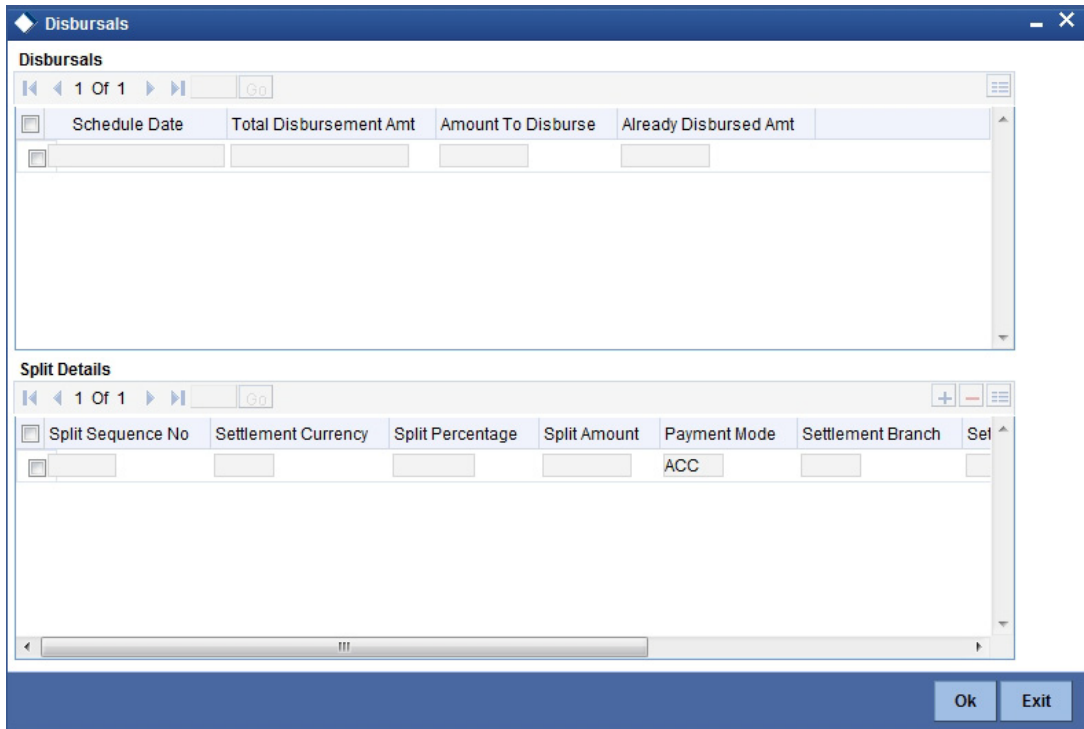 Disbursals
Disbursals
1 Of 1 Go
Schedule Date Total Disbursement Amt Amount To Disburse Already Disbursed Amt
Split Details
1 Of 1 Go
Split Sequence No Settlement Currency Split Percentage Split Amount Payment Mode Settlement Branch Set
ACC
Ok Exit